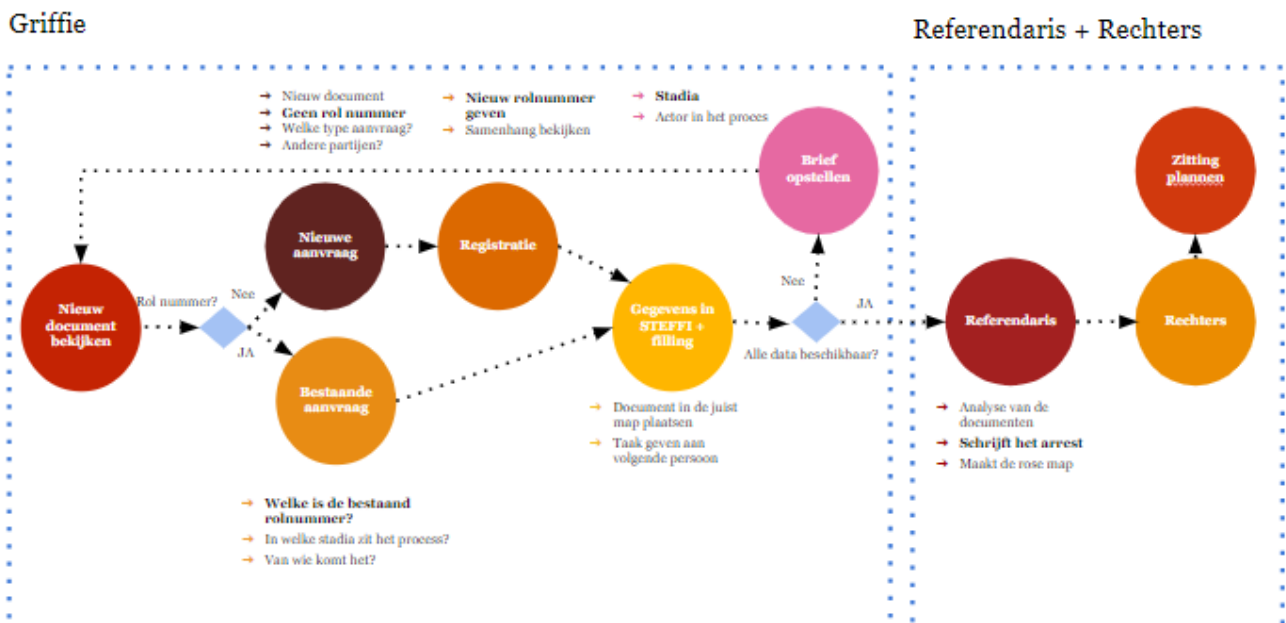 Griffie
Referendaris + Rechters
→ Nieuw document
→ Geen rol nummer
→ Welke type aanvraag?
→ Andere partijen?
→ Nieuw rolnummer
geven
→ Samenhang bekijken
→ Stadia
→ Actor in het proces
Brief
opstellen
Zitting
plannen
Nieuwe
aanvraag
Registratie
Nieuw
document
bekijken
Rol nummer?
Nee
JA
Bestaande
aanvraag
Gegevens in
STEFFI +
filling
Nee
JA
Alle data beschikbaar?
Referendaris
Rechters
→ Document in de juist
map plaatsen
→ Taak geven aan
volgende persoon
→ Analyse van de
documenten
→ Schrijft het arrest
→ Maakt de rose map
→ Welke is de bestaand
rolnummer?
→ In welke stadia zit het process?
→ Van wie komt het?